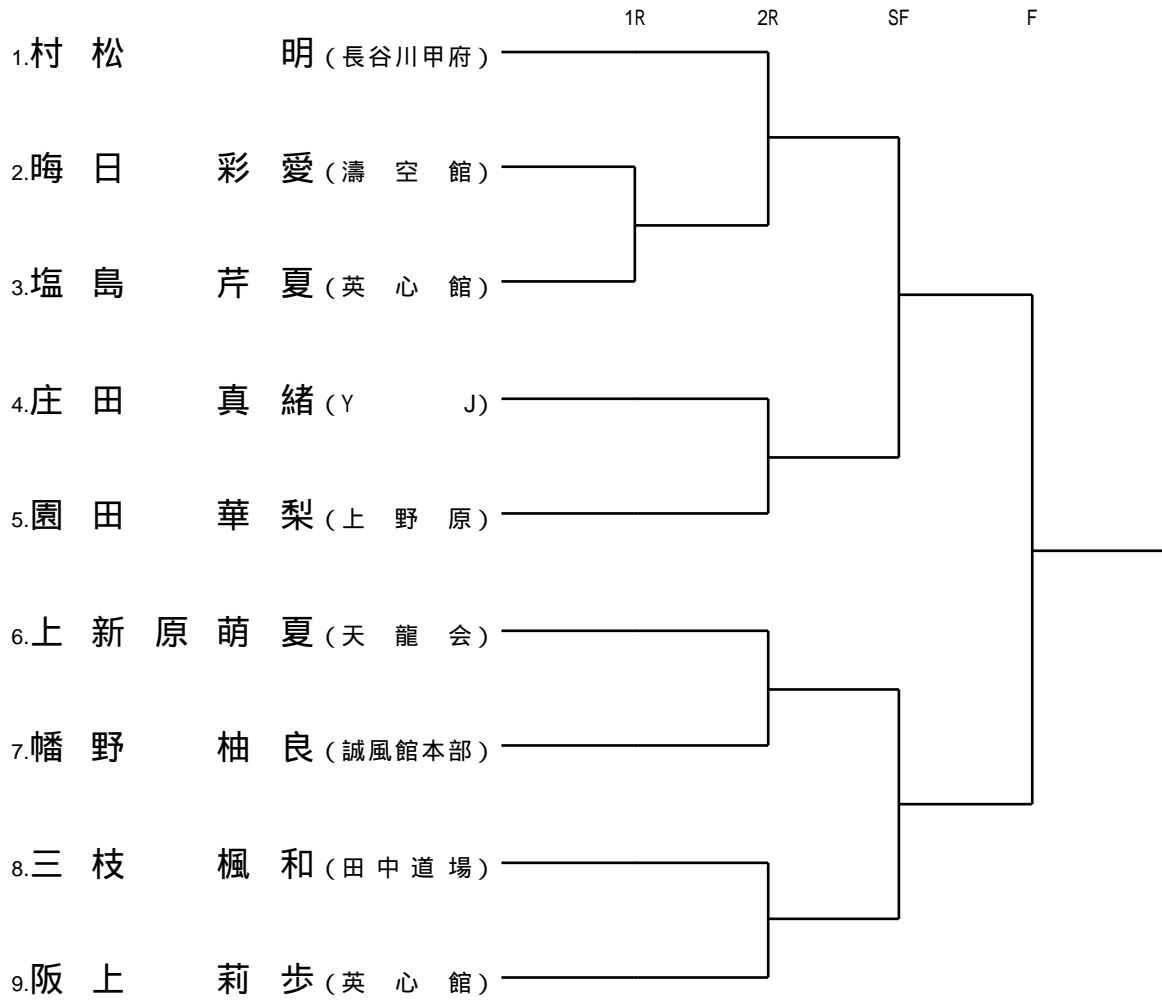 1R 2R SF F
1.村松 明(長谷川甲府)
2.晦日 彩愛(濤空館)
3.塩島 芹夏(英心館)
4.庄田 真緒(Y J)
5.園田 華梨(上野原)
6.上新原萌夏(天龍会)
7.幡野 柚良(誠風館本部)
8.三枝 楓和(田中道場)
9.阪上 莉歩(英心館)